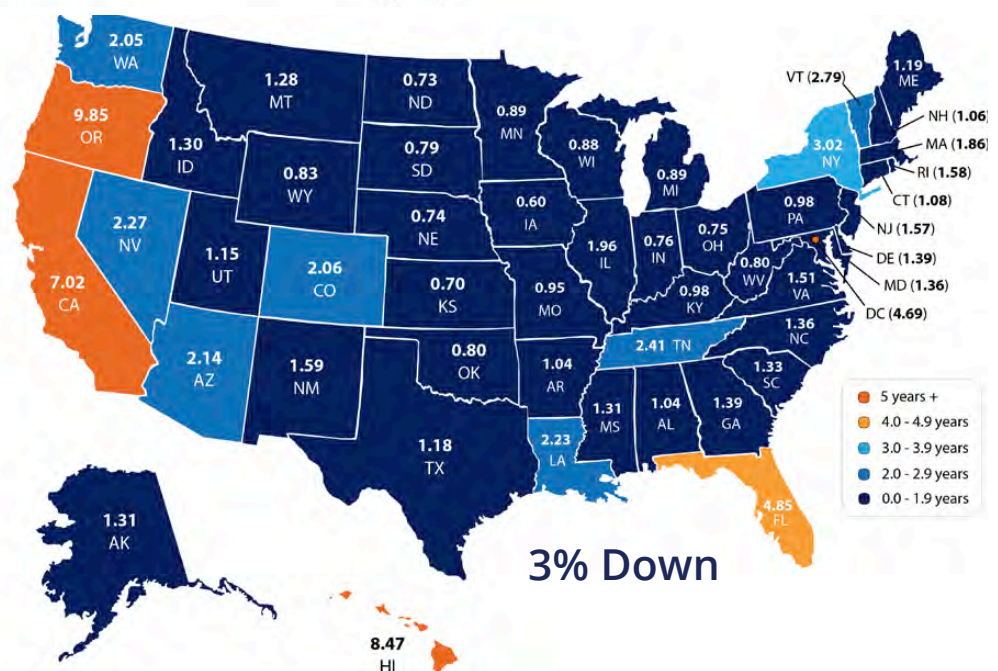 2.05
WA
9.85
OR
7.02
CA
2.27
NV
1.30
ID
1.28
MT
0.83
WY
1.15
UT
2.06
CO
2.14
AZ
1.59
NM
0.73
ND
0.79
SD
0.74
NE
0.70
KS
0.80
OK
1.18
TX
0.89
MN
0.60
IA
0.95
MO
1.04
AR
2.23
LA
0.88
WI
1.96
IL
0.89
MI
0.76
IN
0.75
OH
0.98
KY
2.41 TN
1.31
MS
1.04
AL
1.39
GA
4.85
FL
1.33
SC
1.36
NC
1.51
VA
0.80
WV
0.98
PA
3.02
NY
1.19
ME
VT (2.79)
NH (1.06)
MA (1.86)
RI (1.58)
CT (1.08)
NJ (1.57)
DE (1.39)
MD (1.36)
DC (4.69)
5 years +
4.0 - 4.9 years
3.0 - 3.9 years
2.0 - 2.9 years
0.0 - 1.9 years
1.31
AK
8.47
HI
3% Down